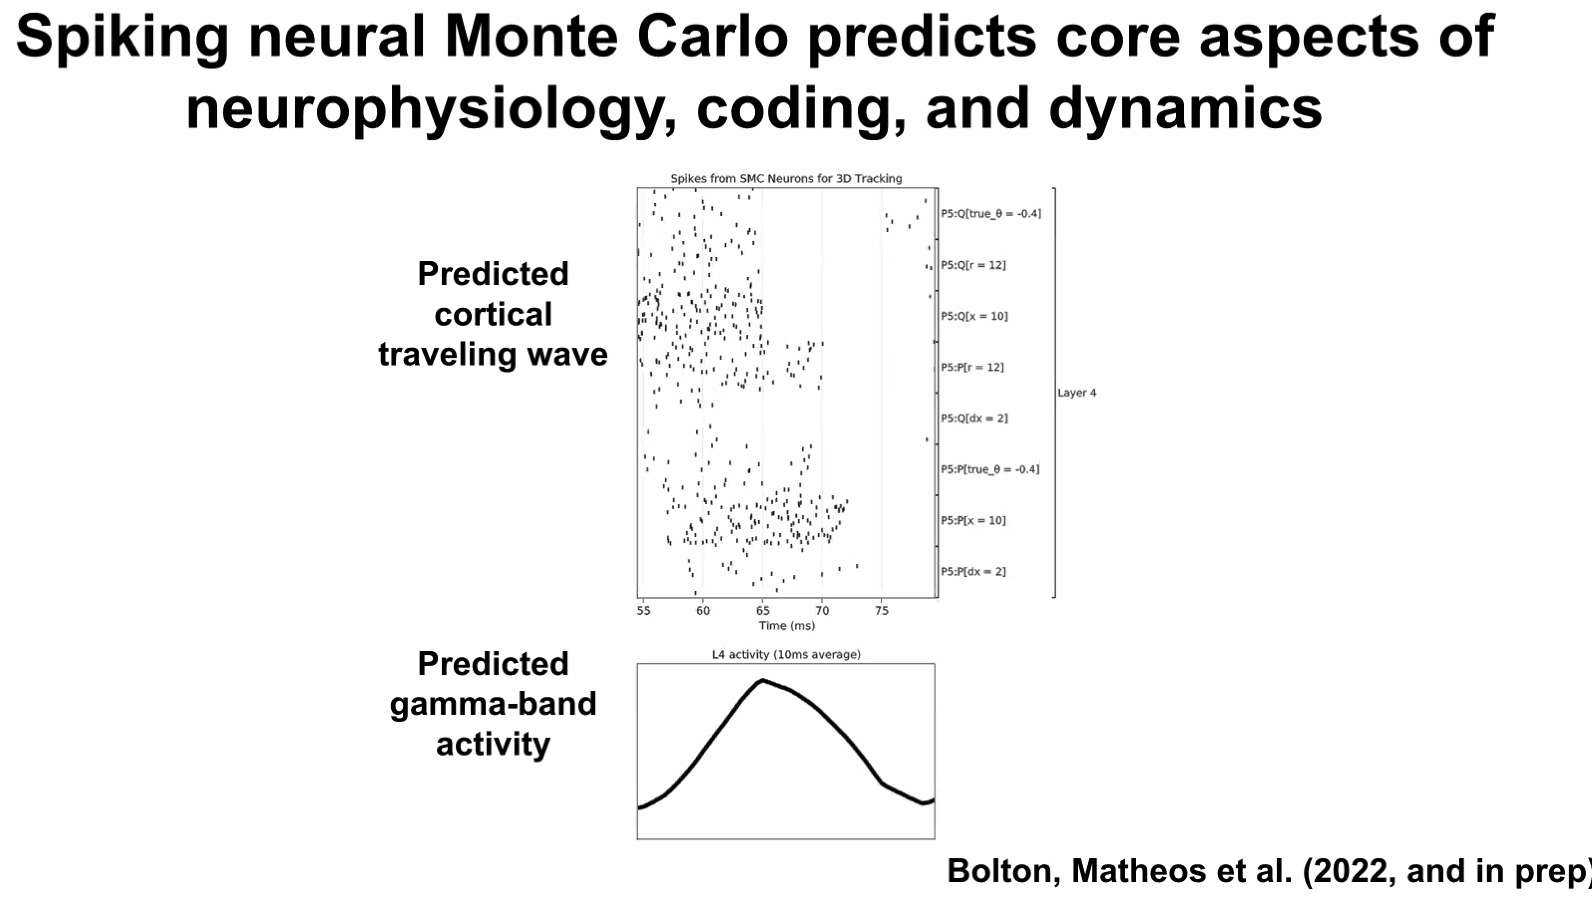 Spiking neural Monte Carlo predicts core aspects of
neurophysiology, coding, and dynamics
Spikes from SMC Neurons for 3D Tracking
Predicted
cortical
traveling wave
P5:Q[true_θ = -0.4]
P5:Q[r = 12]
P5:Q[x = 10]
P5:P[r = 12]
P5:Q[dx = 2]
P5:P[true_θ = -0.4]
P5:P[x = 10]
P5:P[dx = 2]
Layer 4
55 60 65 70 75
Time (ms)
Predicted
gamma-band
activity
L4 activity (10ms average)
Bolton, Matheos et al. (2022, and in prep)